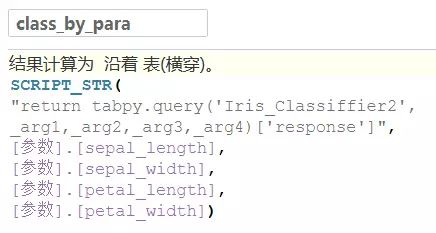 class_by_para
结果计算为 沿着 表(横穿)。
SCRIPT_STR(
"return tabpy.query('Iris_Classiffier2',
_arg1,_arg2,_arg3,_arg4)['response']",
[参数].[sepal_length],
[参数].[sepal_width],
[参数].[petal_length],
[参数].[petal_width])